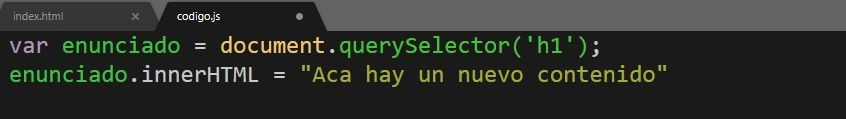 index.html × codigo.js
var enunciado = document.querySelector('h1');
enunciado.innerHTML = "Aca hay un nuevo contenido"